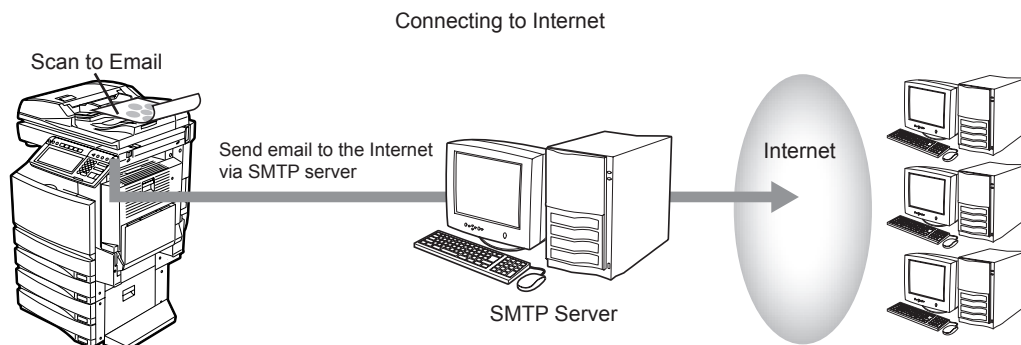 Connecting to Internet
Scan to Email
Send email to the Internet
via SMTP server
Internet
SMTP Server